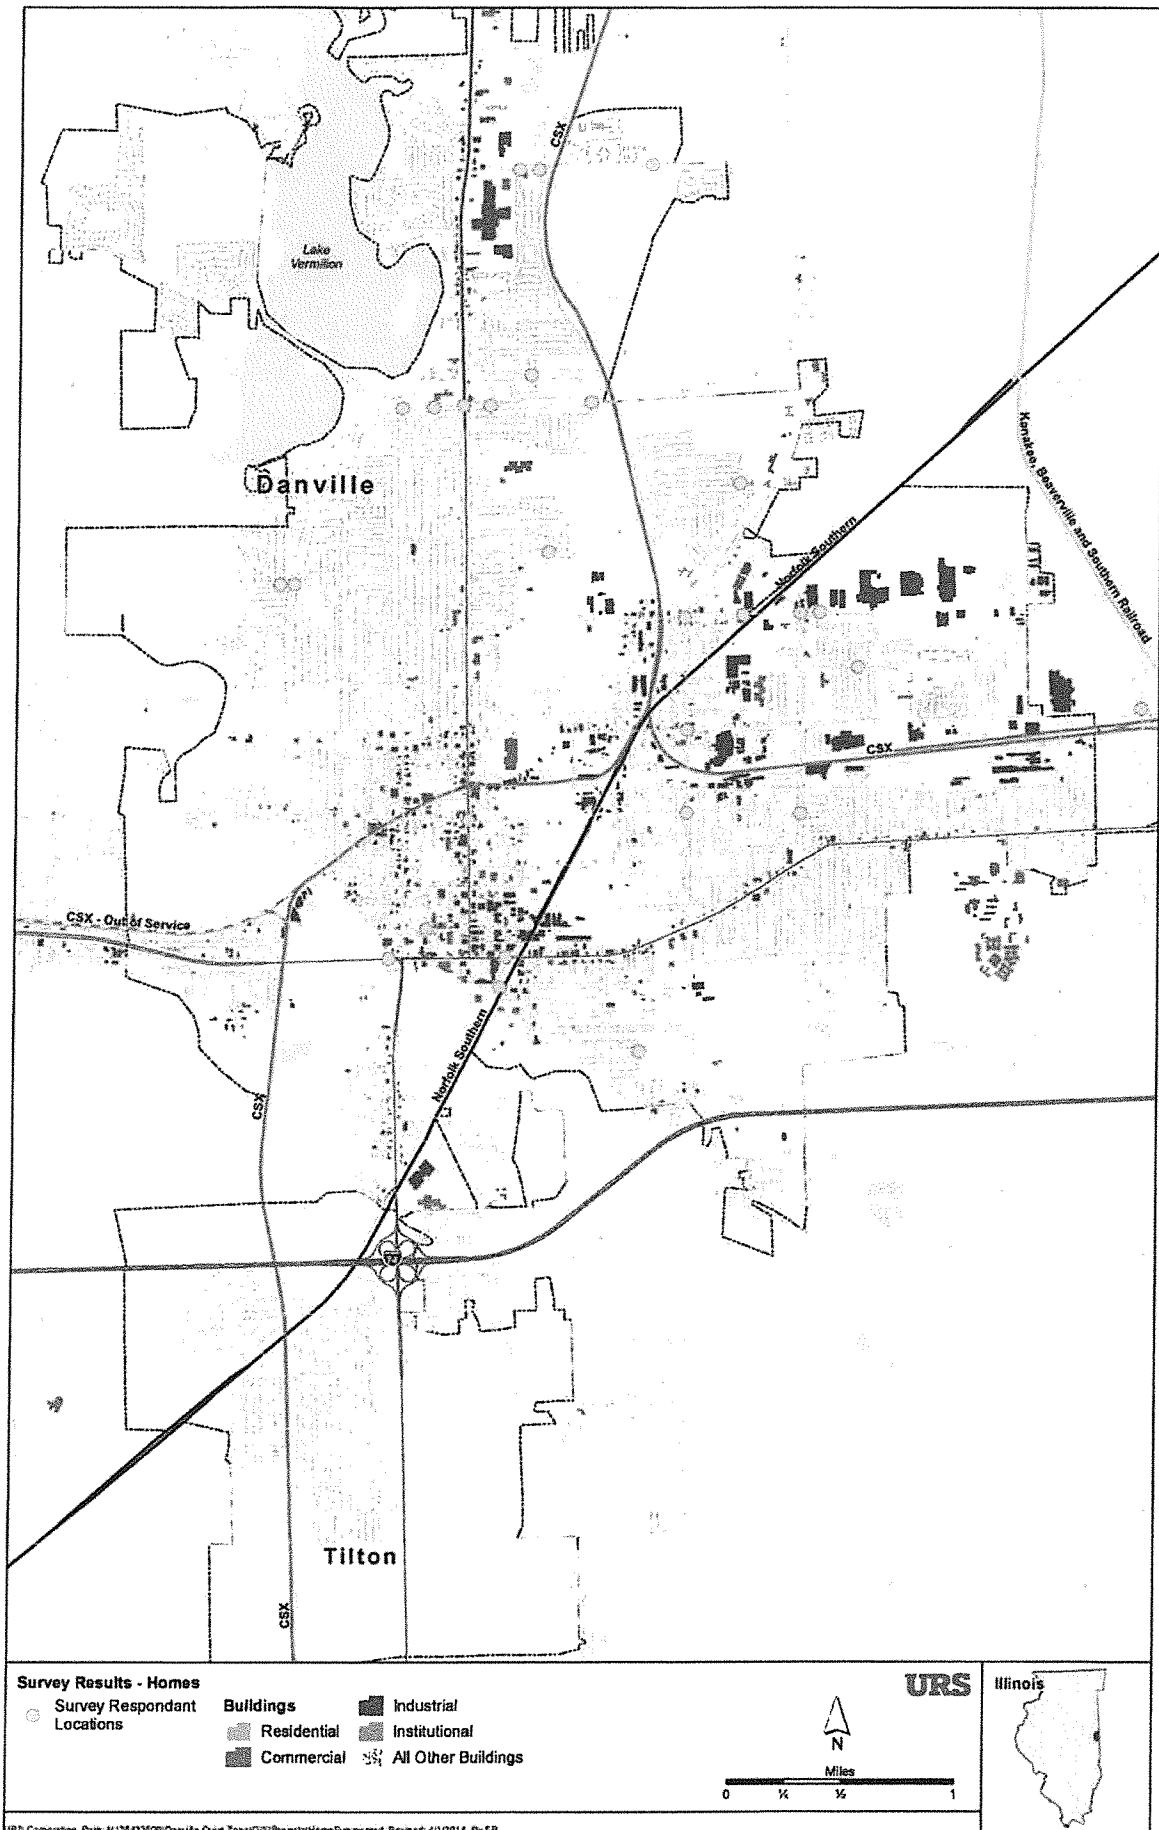 CSX
Lake
Vermilion
Danville
Norfolk Southern
Kankakee, Beaverville and Southern Railroad
CSX
CSX - Out of Service
Norfolk Southern
CSX
Tilton
CSX
Survey Results - Homes
Survey Respondant
Locations
Buildings
Residential
Commercial
Industrial
Institutional
All Other Buildings
URS
N
Miles
0 ¼ ½ 1
Illinois